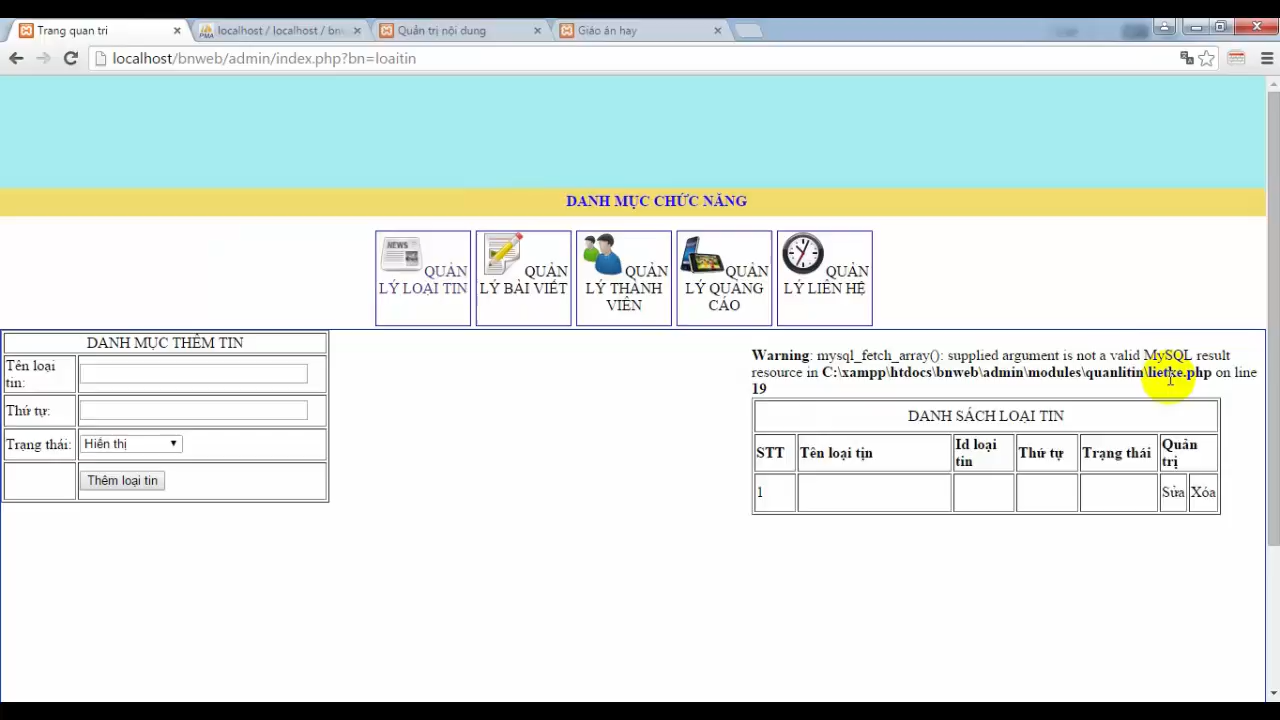 Trang quan tri
localhost / localhost / bnw
Quản trị nội dung
Giáo án hay
localhost/bnweb/admin/index.php?bn=loaitin
DANH MỤC CHỨC NĂNG
QUẢN LÝ LOẠI TIN
QUẢN LÝ BÀI VIẾT
QUẢN LÝ THÀNH VIÊN
QUẢN LÝ QUẢNG CÁO
QUẢN LÝ LIÊN HỆ
DANH MỤC THÊM TIN
Tên loại tin:
Thứ tự:
Trạng thái: Hiển thị
Thêm loại tin
Warning: mysql_fetch_array(): supplied argument is not a valid MySQL result
resource in C:\xampp\htdocs\bnweb\admin\modules\quanlitin\lietke.php on line
19
DANH SÁCH LOẠI TIN
STT Tên loại tịn Id loại tin Thứ tự Trạng thái Quản trị
1 Sửa Xóa